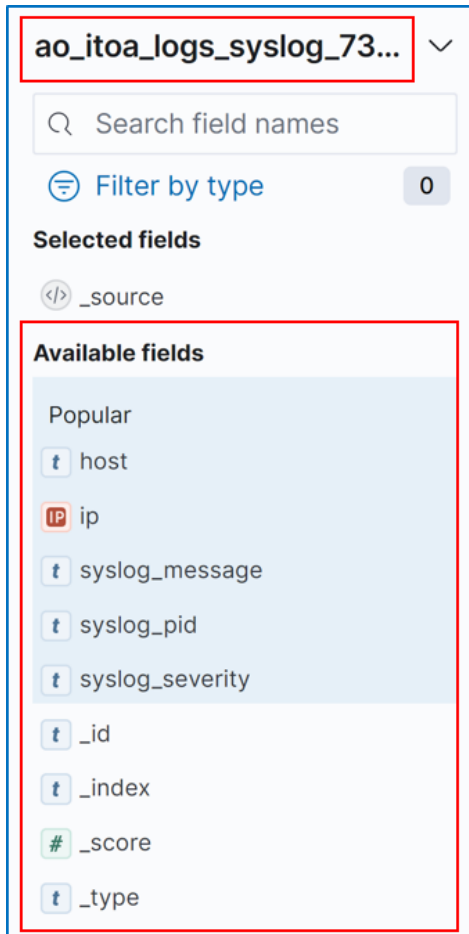 ao_itoa_logs_syslog_73...
Search field names
Filter by type 0
Selected fields
</> _source
Available fields
Popular
t host
IP ip
t syslog_message
t syslog_pid
t syslog_severity
t _id
t _index
# _score
t _type